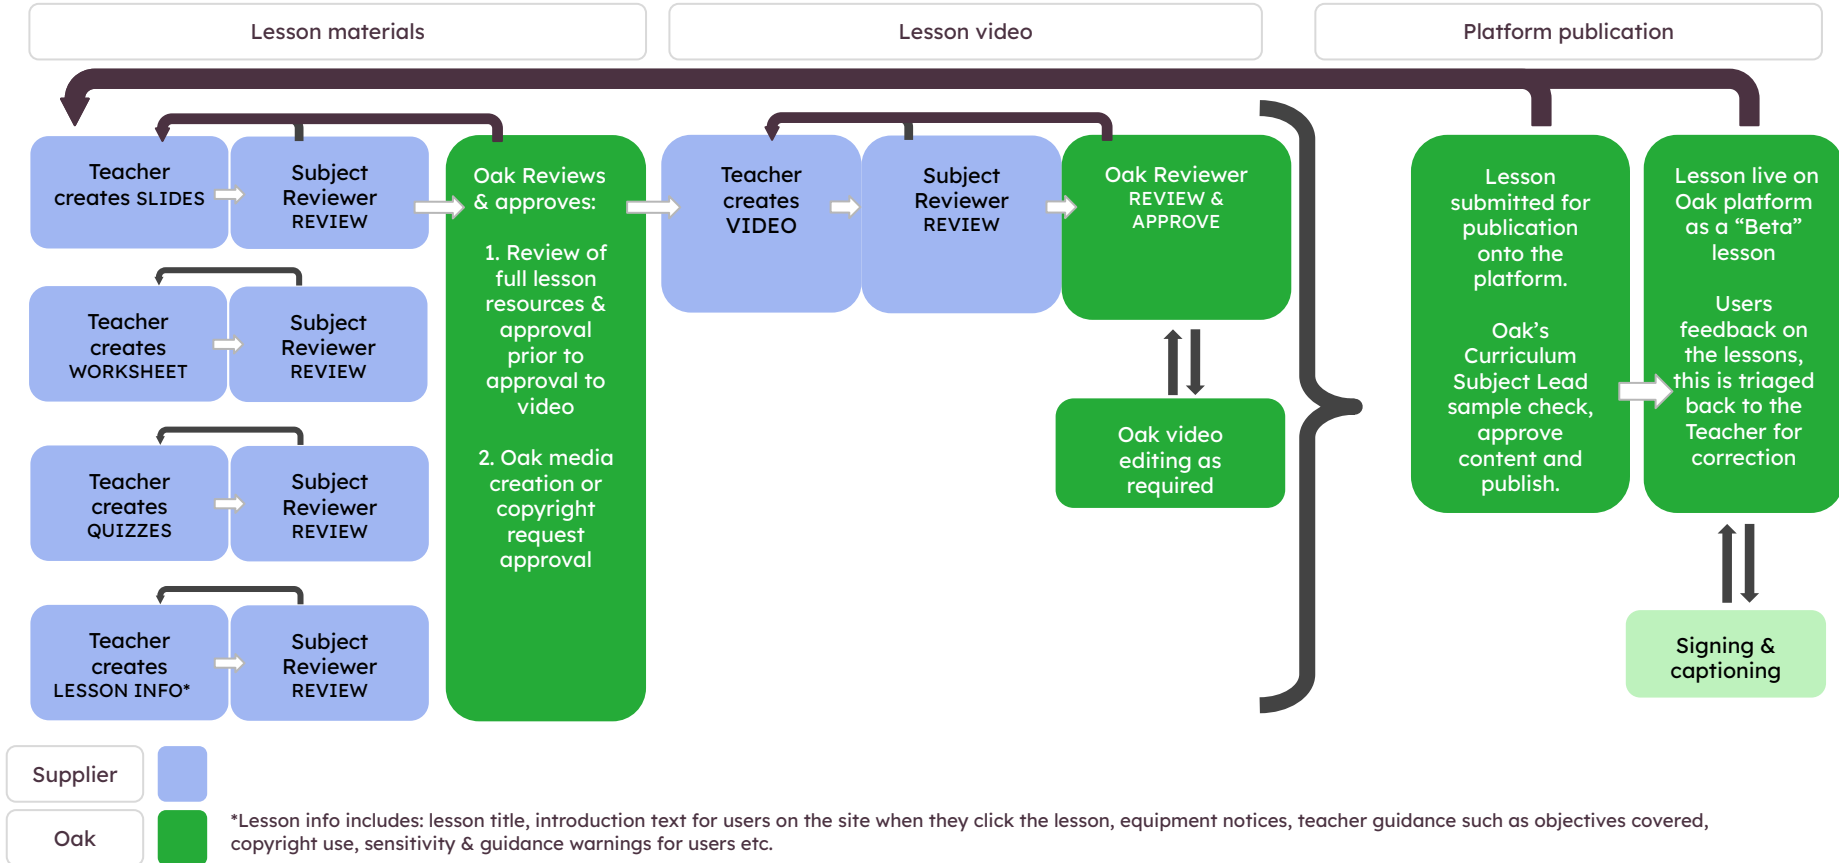 Lesson materials
Lesson video
Platform publication
Teacher
creates SLIDES
Subject
Reviewer
REVIEW
Teacher
creates
WORKSHEET
Subject
Reviewer
REVIEW
Teacher
creates
QUIZZES
Subject
Reviewer
REVIEW
Teacher
creates
LESSON INFO*
Subject
Reviewer
REVIEW
Oak Reviews
& approves:
1. Review of
full lesson
resources &
approval
prior to
approval to
video
2. Oak media
creation or
copyright
request
approval
Teacher
creates
VIDEO
Subject
Reviewer
REVIEW
Oak Reviewer
REVIEW &
APPROVE
Oak video
editing as
required
Lesson
submitted for
publication
onto the
platform.
Oak’s
Curriculum
Subject Lead
sample check,
approve
content and
publish.
Lesson live on
Oak platform
as a “Beta”
lesson
Users
feedback on
the lessons,
this is triaged
back to the
Teacher for
correction
Signing &
captioning
Supplier
Oak
*Lesson info includes: lesson title, introduction text for users on the site when they click the lesson, equipment notices, teacher guidance such as objectives covered,
copyright use, sensitivity & guidance warnings for users etc.